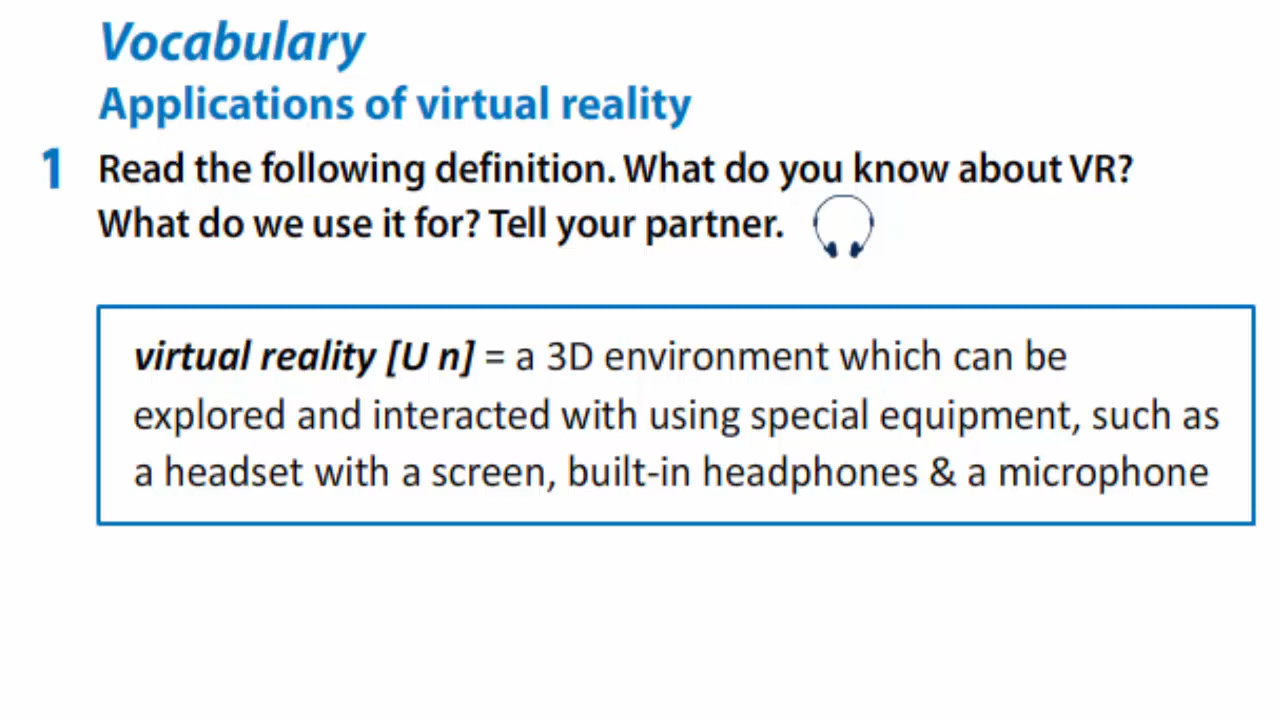 Vocabulary
Applications of virtual reality
1 Read the following definition. What do you know about VR?
What do we use it for? Tell your partner.
virtual reality [U n] = a 3D environment which can be
explored and interacted with using special equipment, such as
a headset with a screen, built-in headphones & a microphone